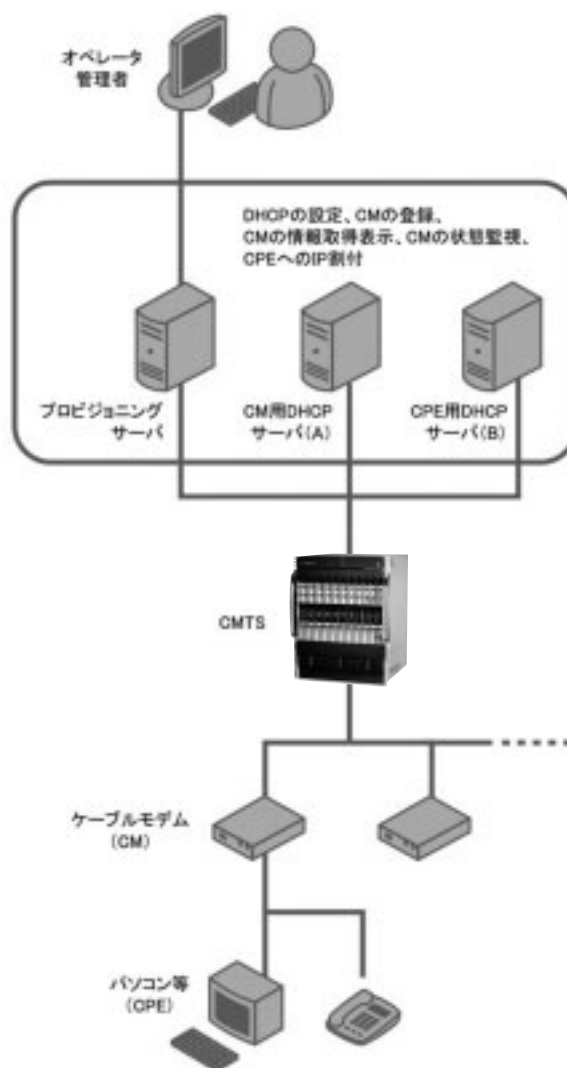 オペレータ
管理者
DHCPの設定、CMの登録、
CMの情報取得表示、CMの状態監視、
CPEへのIP割付
プロビジョニング
サーバ
CM用DHCP
サーバ(A)
CPE用DHCP
サーバ(B)
CMTS
ケーブルモデム
(CM)
パソコン等
(CPE)